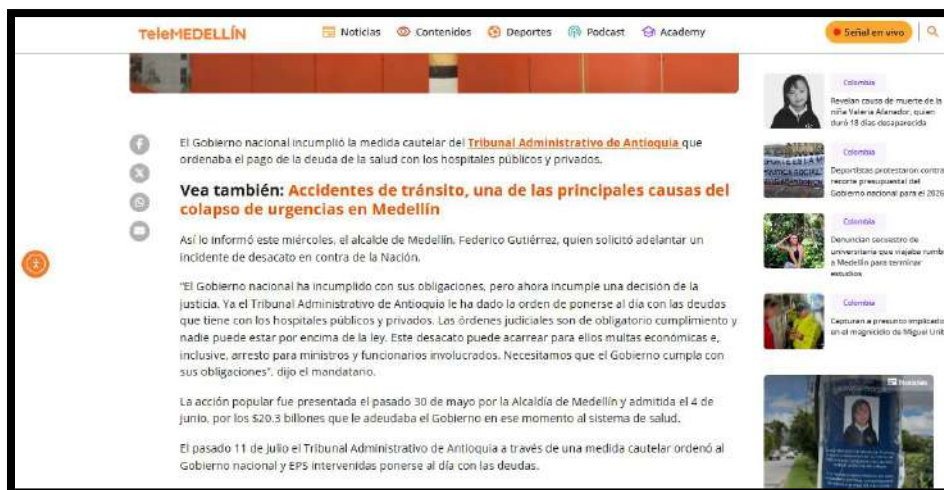 TeleMEDELLÍN
Noticias
Contenidos
Deportes
Podcast
Academy
Señal en vivo
El Gobierno nacional incumplió la medida cautelar del Tribunal Administrativo de Antioquia que
ordenaba el pago de la deuda de la salud con los hospitales públicos y privados.
Vea también: Accidentes de tránsito, una de las principales causas del
colapso de urgencias en Medellín
Así lo informó este miércoles, el alcalde de Medellín, Federico Gutiérrez, quien solicitó adelantar un
incidente de desacato en contra de la Nación.
"El Gobierno nacional ha incumplido con sus obligaciones, pero ahora incumple una decisión de la
justicia. Ya el Tribunal Administrativo de Antioquia le ha dado la orden de ponerse al día con las deudas
que tiene con los hospitales públicos y privados. Las órdenes judiciales son de obligatorio cumplimiento y
nadie puede estar por encima de la ley. Este desacato puede acarrear para ellos multas económicas e,
inclusive, arresto para ministros y funcionarios involucrados. Necesitamos que el Gobierno cumpla con
sus obligaciones", dijo el mandatario.
La acción popular fue presentada el pasado 30 de mayo por la Alcaldía de Medellín y admitida el 4 de
junio, por los $20.3 billones que le adeudaba el Gobierno en ese momento al sistema de salud.
El pasado 11 de julio el Tribunal Administrativo de Antioquia a través de una medida cautelar ordenó al
Gobierno nacional y EPS intervenidas ponerse al día con las deudas.
Colombia
Revelan causa de muerte de la
niña Valeria Afanador, quien
duró 18 días desaparecida
Colombia
Deportistas protestaron contra
recorte presupuestal del
Gobierno nacional para el 2026
Colombia
Denuncian secuestro de
universitaria que viajaba rumb
a Medellín para terminar
estudios
Colombia
Capturan a presunto implicado
en el magnicidio de Miguel Urib
Noticias